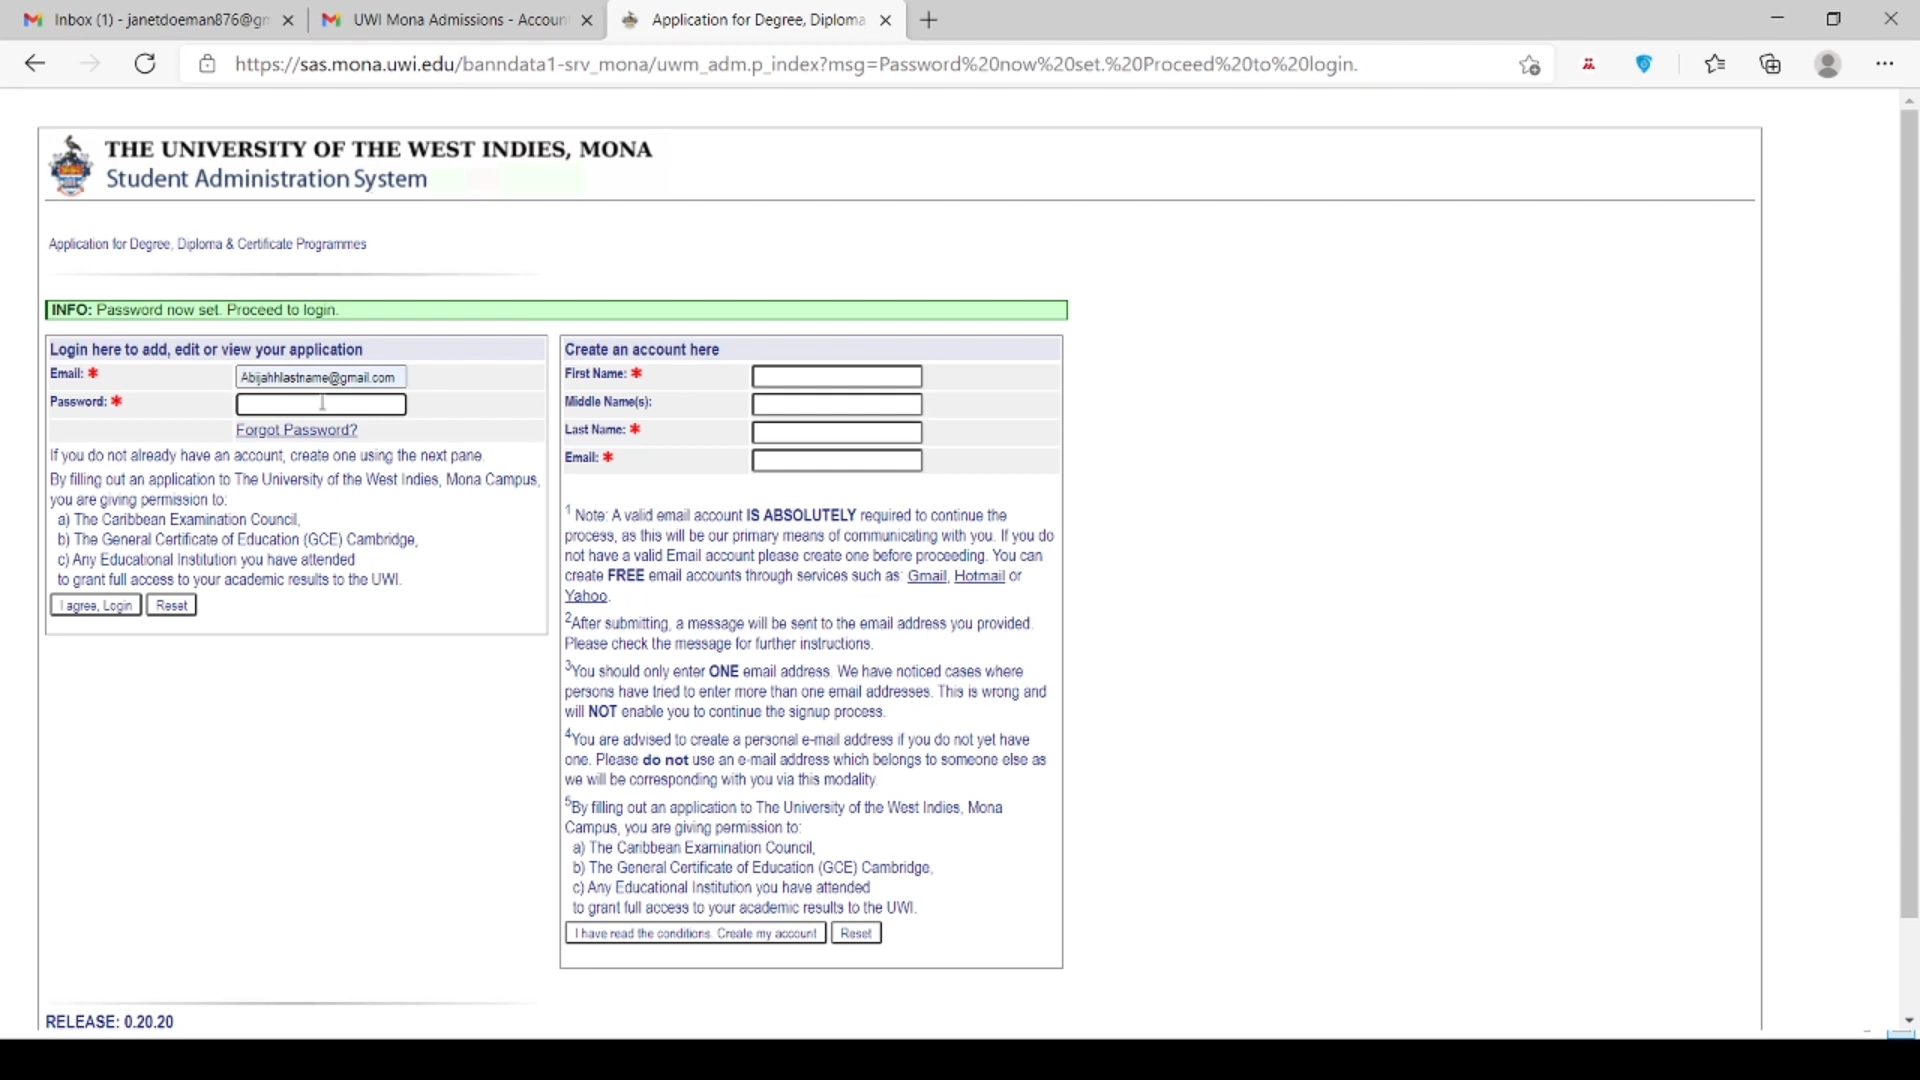 Inbox (1) - janetdoeman876@gm
UWI Mona Admissions - Accoun
Application for Degree, Diploma
https://sas.mona.uwi.edu/banndata1-srv_mona/uwm_adm.p_index?msg=Password%20now%20set.%20Proceed%20to%20login.
THE UNIVERSITY OF THE WEST INDIES, MONA
Student Administration System
Application for Degree, Diploma & Certificate Programmes
INFO: Password now set. Proceed to login.
Login here to add, edit or view your application
Email: *
Abijahhlastname@gmail.com
Password: *
Forgot Password?
If you do not already have an account, create one using the next pane.
By filling out an application to The University of the West Indies, Mona Campus,
you are giving permission to:
a) The Caribbean Examination Council,
b) The General Certificate of Education (GCE) Cambridge,
c) Any Educational Institution you have attended
to grant full access to your academic results to the UWI.
I agree, Login
Reset
Create an account here
First Name: *
Middle Name(s):
Last Name: *
Email: *
1 Note: A valid email account IS ABSOLUTELY required to continue the
process, as this will be our primary means of communicating with you. If you do
not have a valid Email account please create one before proceeding. You can
create FREE email accounts through services such as: Gmail, Hotmail or
Yahoo.
2After submitting, a message will be sent to the email address you provided.
Please check the message for further instructions.
3You should only enter ONE email address. We have noticed cases where
persons have tried to enter more than one email addresses. This is wrong and
will NOT enable you to continue the signup process.
4You are advised to create a personal e-mail address if you do not yet have
one. Please do not use an e-mail address which belongs to someone else as
we will be corresponding with you via this modality.
5By filling out an application to The University of the West Indies, Mona
Campus, you are giving permission to:
a) The Caribbean Examination Council,
b) The General Certificate of Education (GCE) Cambridge,
c) Any Educational Institution you have attended
to grant full access to your academic results to the UWI.
I have read the conditions. Create my account
Reset
RELEASE: 0.20.20